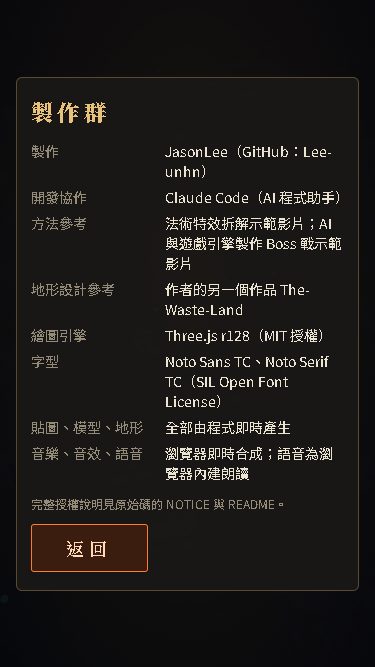 製作群
製作 JasonLee（GitHub：Lee-
unhn）
開發協作 Claude Code（AI 程式助手）
方法參考 法術特效拆解示範影片；AI
與遊戲引擎製作 Boss 戰示範
影片
地形設計參考 作者的另一個作品 The-
Waste-Land
繪圖引擎 Three.js r128（MIT 授權）
字型 Noto Sans TC、Noto Serif
TC（SIL Open Font
License）
貼圖、模型、地形 全部由程式即時產生
音樂、音效、語音 瀏覽器即時合成；語音為瀏
覽器內建朗讀
完整授權說明見原始碼的 NOTICE 與 README。
返回